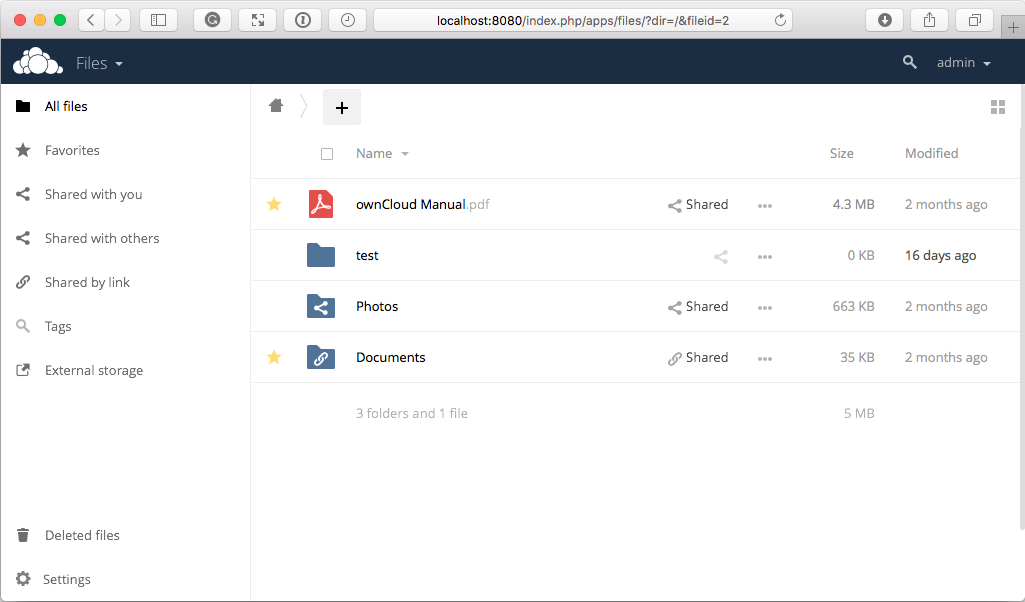 localhost:8080/index.php/apps/files/?dir=/&fileid=2
Files
admin
All files
Favorites
Shared with you
Shared with others
Shared by link
Tags
External storage
Deleted files
Settings
Name Size Modified
ownCloud Manual.pdf Shared 4.3 MB 2 months ago
test 0 KB 16 days ago
Photos Shared 663 KB 2 months ago
Documents Shared 35 KB 2 months ago
3 folders and 1 file 5 MB